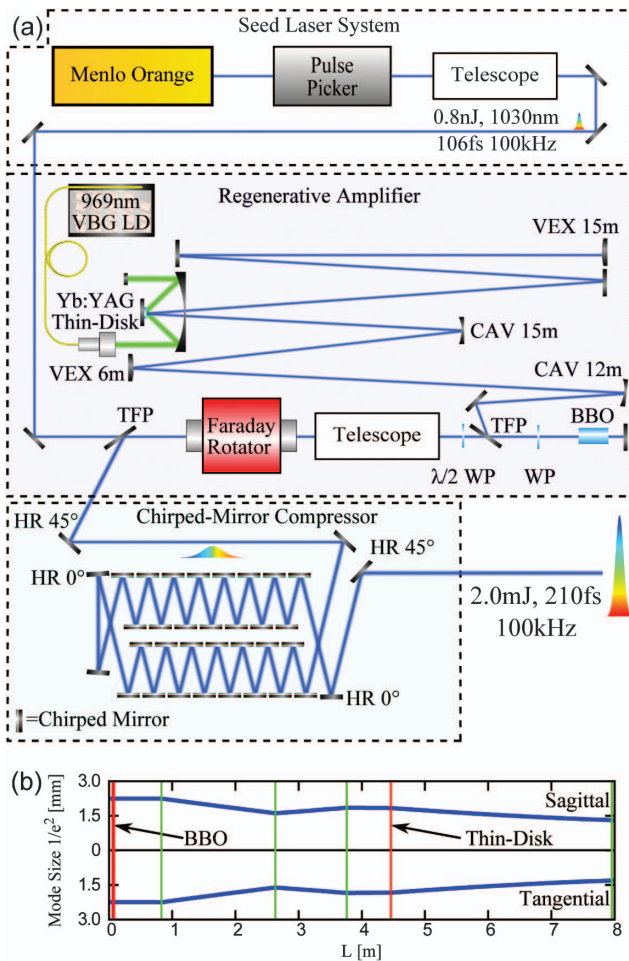 (a)
Seed Laser System
Menlo Orange
Pulse
Picker
Telescope
0.8nJ, 1030nm
106fs 100kHz
969nm
VBG LD
Regenerative Amplifier
VEX 15m
Yb:YAG
Thin-Disk
CAV 15m
VEX 6m
CAV 12m
TFP
Faraday
Rotator
Telescope
TFP
BBO
λ/2 WP
WP
HR 45°
Chirped-Mirror Compressor
HR 45°
HR 0°
2.0mJ, 210fs
100kHz
HR 0°
=Chirped Mirror
(b)
Mode Size 1/e² [mm]
3.0
1.5
0
1.5
3.0
Sagittal
BBO
Thin-Disk
Tangential
0 1 2 3 4 5 6 7 8
L [m]